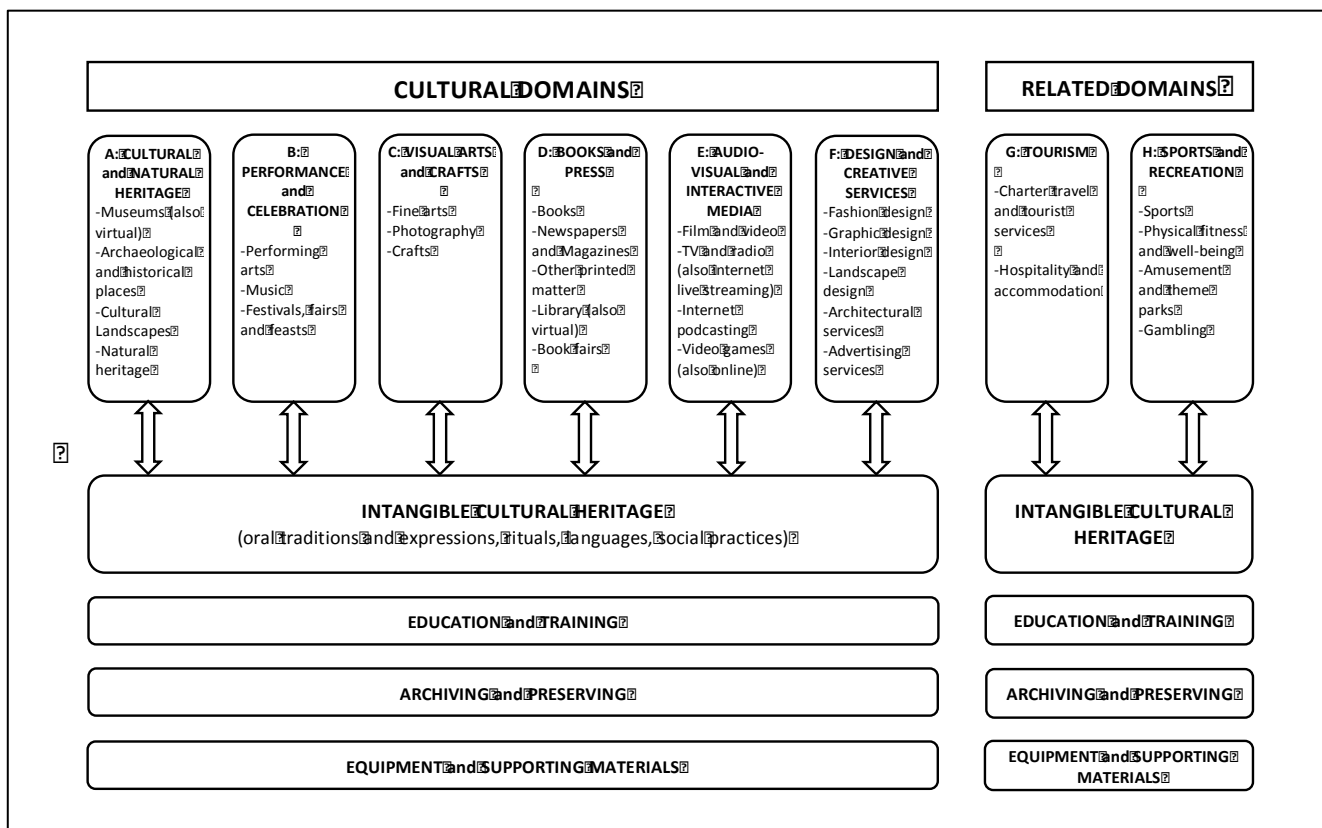 CULTURAL DOMAINS
RELATED DOMAINS
A: CULTURAL
and NATURAL
HERITAGE
-Museums (also
virtual)
-Archaeological
and historical
places
-Cultural
Landscapes
-Natural
heritage
B:
PERFORMANCE
and
CELEBRATION
-Performing
arts
-Music
-Festivals, fairs
and feasts
C: VISUAL ARTS
and CRAFTS
-Fine arts
-Photography
-Crafts
D: BOOKS and
PRESS
-Books
-Newspapers
and Magazines
-Other printed
matter
-Library (also
virtual)
-Book fairs
E: AUDIO-
VISUAL and
INTERACTIVE
MEDIA
-Film and video
-TV and radio
(also Internet
live streaming)
-Internet
podcasting
-Video games
(also online)
F: DESIGN and
CREATIVE
SERVICES
-Fashion design
-Graphic design
-Interior design
-Landscape
design
-Architectural
services
-Advertising
services
G: TOURISM
-Charter travel
and tourist
services
-Hospitality and
accommodation
H: SPORTS and
RECREATION
-Sports
-Physical fitness
and well-being
-Amusement
and theme
parks
-Gambling
INTANGIBLE CULTURAL HERITAGE
(oral traditions and expressions, rituals, languages, social practices)
INTANGIBLE CULTURAL
HERITAGE
EDUCATION and TRAINING
EDUCATION and TRAINING
ARCHIVING and PRESERVING
ARCHIVING and PRESERVING
EQUIPMENT and SUPPORTING MATERIALS
EQUIPMENT and SUPPORTING
MATERIALS